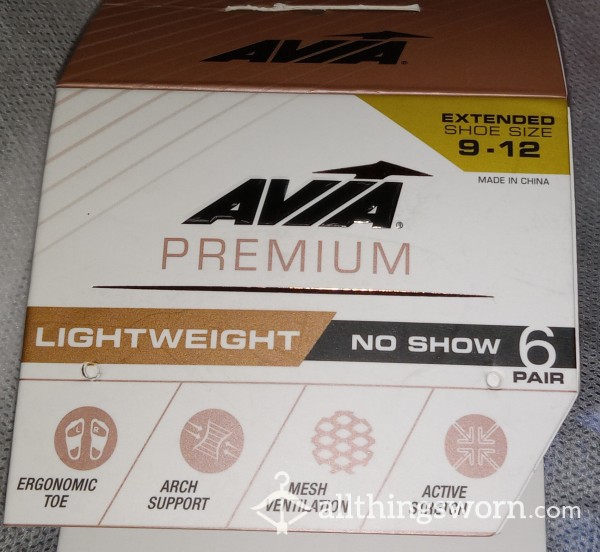 AVIA
EXTENDED
SHOE SIZE
9-12
MADE IN CHINA
AVIA
PREMIUM
LIGHTWEIGHT
NO SHOW 6
PAIR
L R
ERGONOMIC
TOE
ARCH
SUPPORT
MESH
VENTILATION
ACTIVE
allthingsworn.com